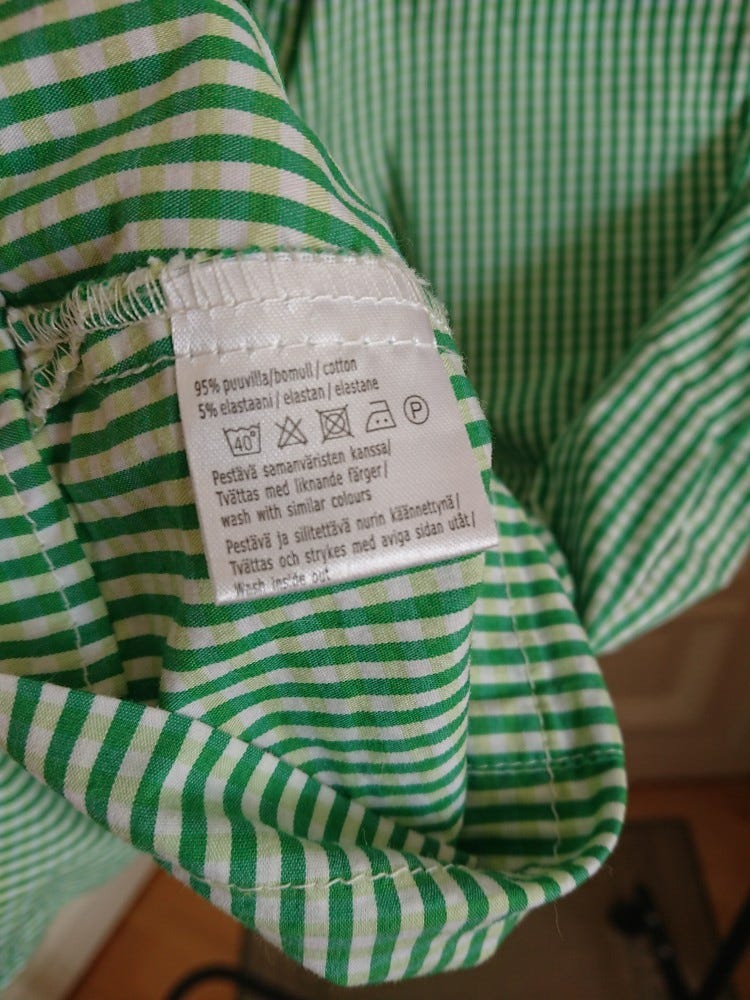 95% puuvilla/bomull/cotton
5% elastaani/elastan/elastane
40° P
Pestävä samanväristen kanssa/
Tvättas med liknande färger/
wash with similar colours
Pestävä ja silitettävä nurin käännettynä/
Tvättas och strykes med aviga sidan utåt/
Wash inside out